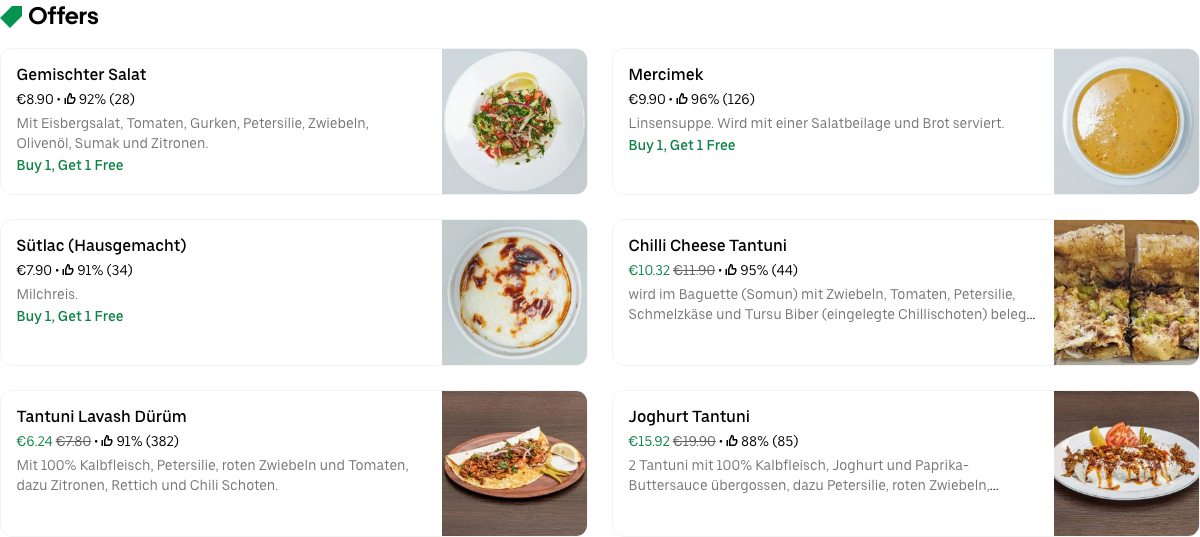 Offers
Gemischter Salat
€8.90 • 92% (28)
Mit Eisbergsalat, Tomaten, Gurken, Petersilie, Zwiebeln,
Olivenöl, Sumak und Zitronen.
Buy 1, Get 1 Free
Mercimek
€9.90 • 96% (126)
Linsensuppe. Wird mit einer Salatbeilage und Brot serviert.
Buy 1, Get 1 Free
Sütlac (Hausgemacht)
€7.90 • 91% (34)
Milchreis.
Buy 1, Get 1 Free
Chilli Cheese Tantuni
€10.32 €11.90 • 95% (44)
wird im Baguette (Somun) mit Zwiebeln, Tomaten, Petersilie,
Schmelzkäse und Tursu Biber (eingelegte Chillischoten) beleg...
Tantuni Lavash Dürüm
€6.24 €7.80 • 91% (382)
Mit 100% Kalbfleisch, Petersilie, roten Zwiebeln und Tomaten,
dazu Zitronen, Rettich und Chili Schoten.
Joghurt Tantuni
€15.92 €19.90 • 88% (85)
2 Tantuni mit 100% Kalbfleisch, Joghurt und Paprika-
Buttersauce übergossen, dazu Petersilie, roten Zwiebeln,...